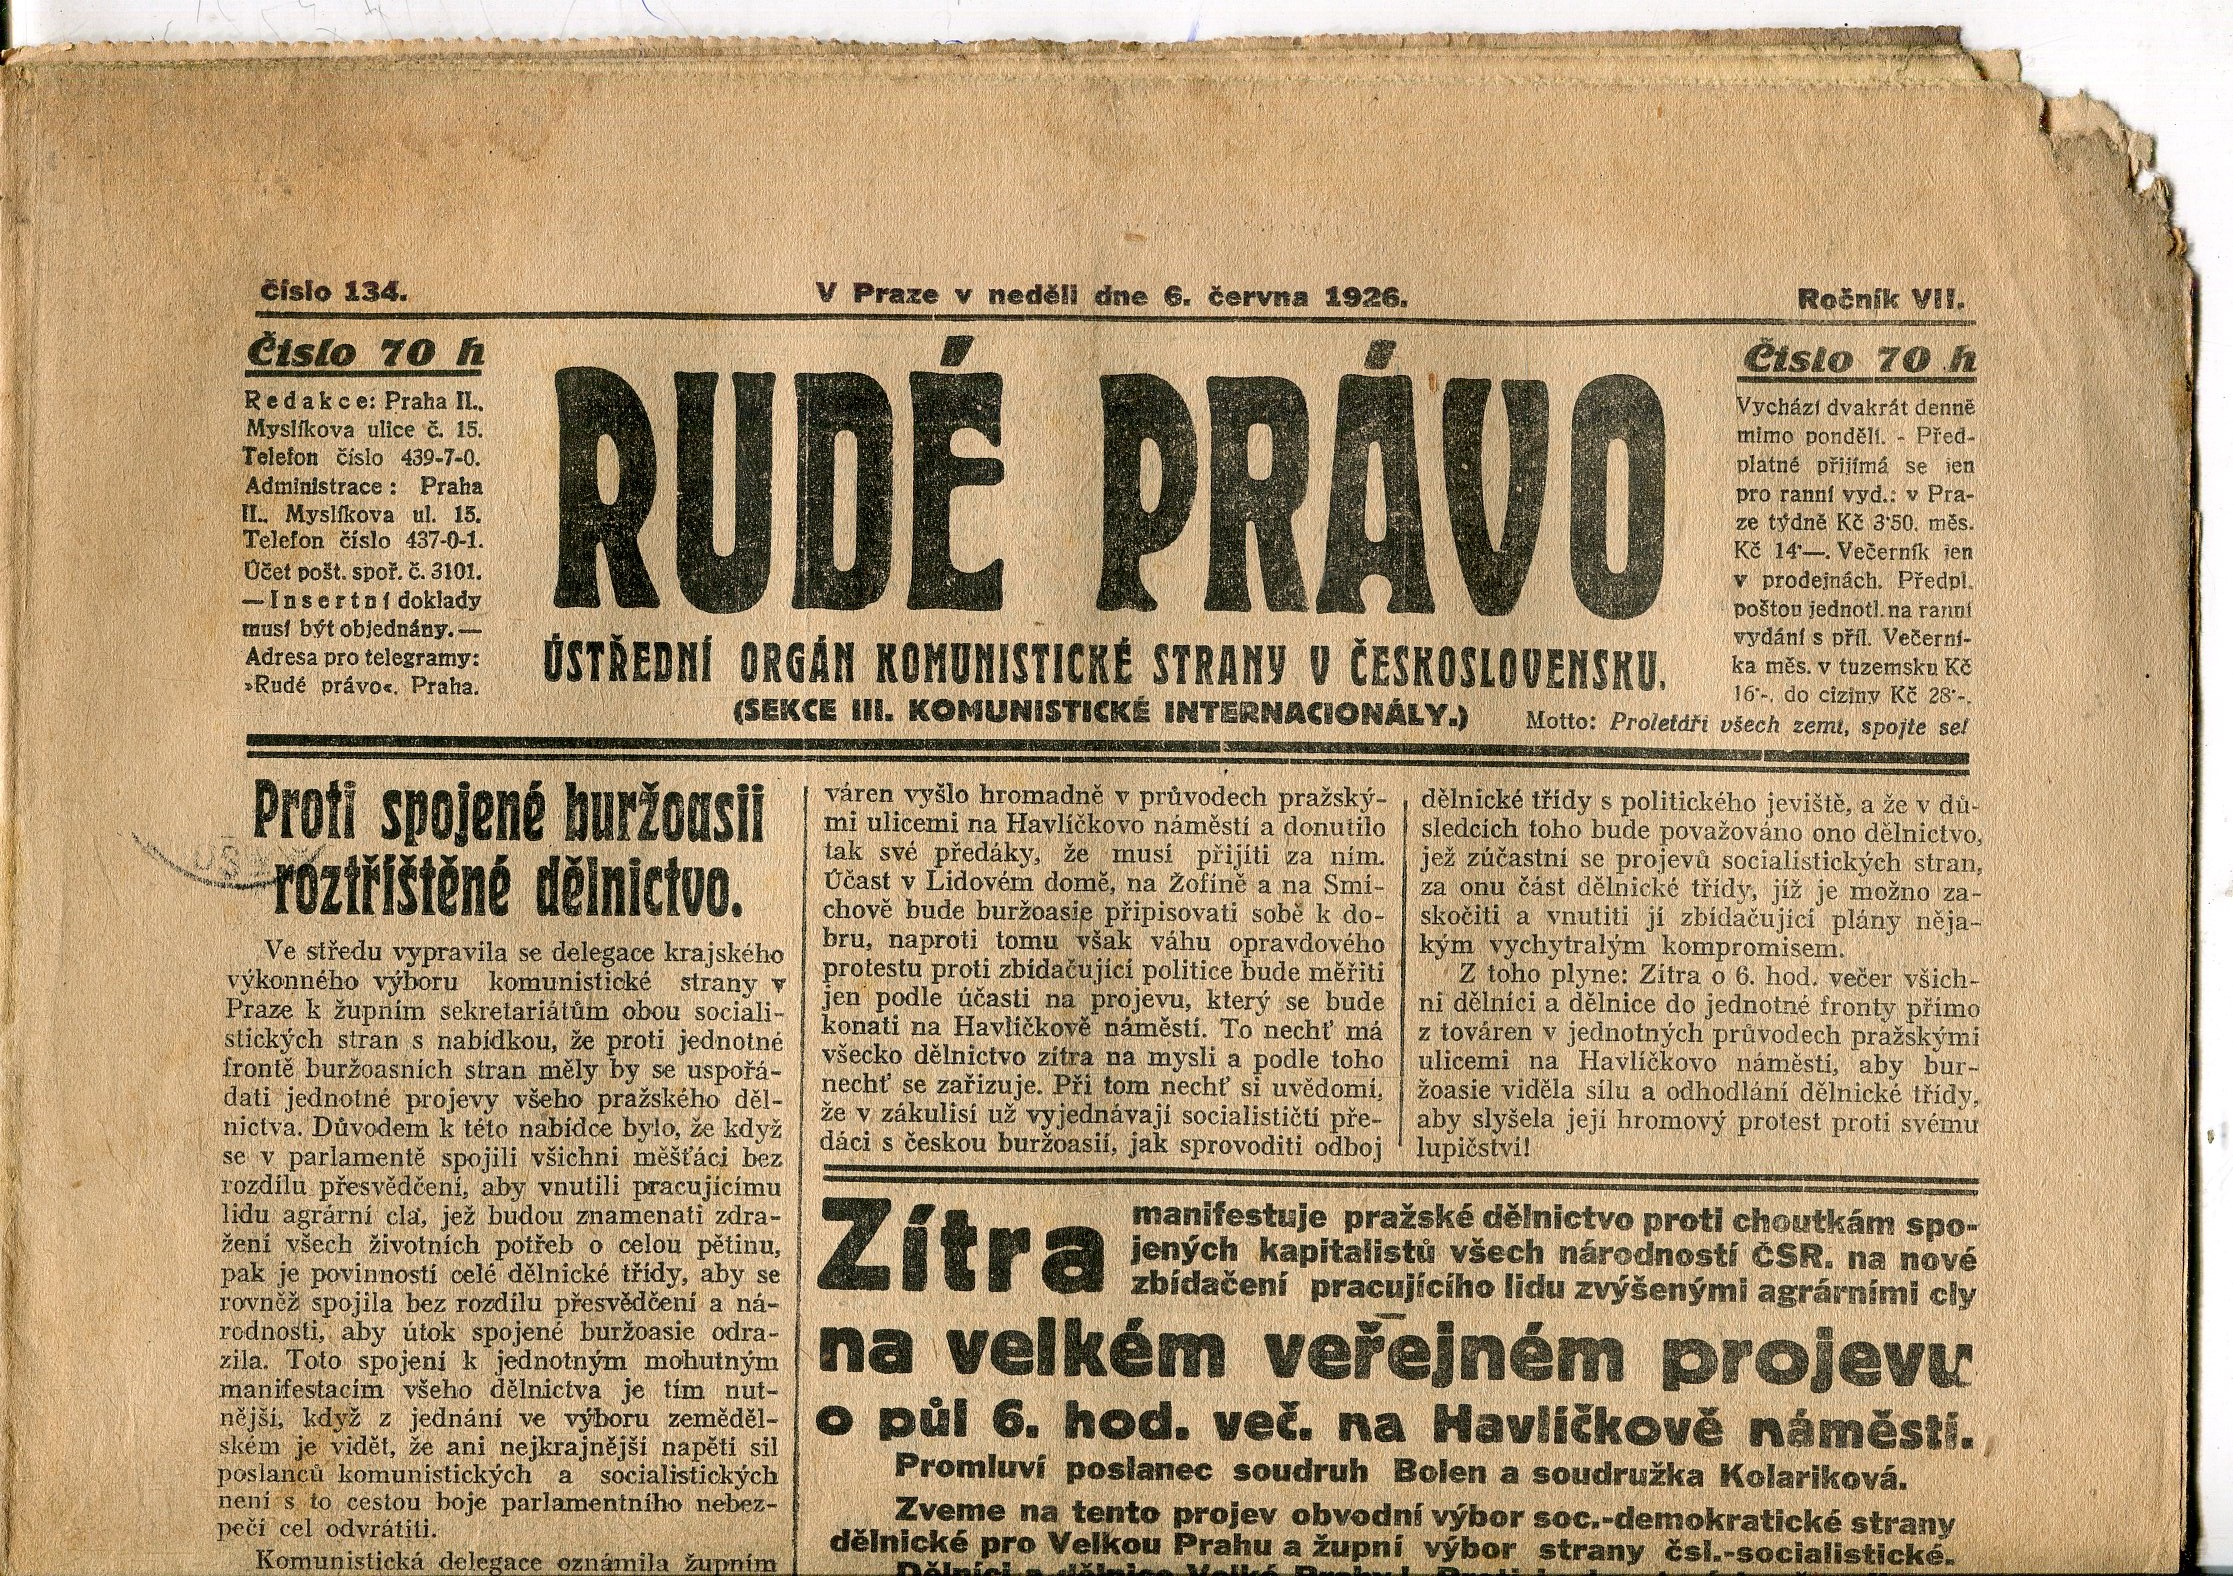 číslo 134.
V Praze v neděli dne 6. června 1926.
Ročník VII.
Číslo 70 h
Redakce: Praha II.,
Myslíkova ulice č. 15.
Telefon číslo 439-7-0.
Administrace: Praha
II., Myslíkova ul. 15.
Telefon číslo 437-0-1.
Účet pošt. spoř. č. 3101.
—Insertní doklady
musí být objednány.—
Adresa pro telegramy:
»Rudé právo«, Praha.
RUDÉ PRÁVO
ÚSTŘEDNÍ ORGÁN KOMUNISTICKÉ STRANY V ČESKOSLOVENSKU.
(SEKCE III. KOMUNISTICKÉ INTERNACIONÁLY.)
Číslo 70 h
Vychází dvakrát denně
mimo pondělí. - Před-
platné přijímá se jen
pro ranní vyd.: v Pra-
ze týdně Kč 3·50, měs.
Kč 14·—. Večerník jen
v prodejnách. Předpl.
poštou jednotl. na ranní
vydání s příl. Večerní-
ka měs. v tuzemsku Kč
16·-, do ciziny Kč 28·-.
Motto: Proletáři všech zemí, spojte se!
Proti spojené buržoasii
roztříštěné dělnictvo.
Ve středu vypravila se delegace krajského
výkonného výboru komunistické strany v
Praze k župním sekretariátům obou sociali-
stických stran s nabídkou, že proti jednotné
frontě buržoasních stran měly by se uspořá-
dati jednotné projevy všeho pražského děl-
nictva. Důvodem k této nabídce bylo, že když
se v parlamentě spojili všichni měšťáci bez
rozdílu přesvědčení, aby vnutili pracujícímu
lidu agrární cla, jež budou znamenati zdra-
žení všech životních potřeb o celou pětinu,
pak je povinností celé dělnické třídy, aby se
rovněž spojila bez rozdílu přesvědčení a ná-
rodnosti, aby útok spojené buržoasie odra-
zila. Toto spojení k jednotným mohutným
manifestacím všeho dělnictva je tím nut-
nější, když z jednání ve výboru zeměděl-
ském je vidět, že ani nejkrajnější napětí sil
poslanců komunistických a socialistických
není s to cestou boje parlamentního nebez-
pečí cel odvrátiti.
Komunistická delegace oznámila župním
váren vyšlo hromadně v průvodech pražský-
mi ulicemi na Havlíčkovo náměstí a donutilo
tak své předáky, že musí přijíti za ním.
Účast v Lidovém domě, na Žofíně a na Smí-
chově bude buržoasie připisovati sobě k do-
bru, naproti tomu však váhu opravdového
protestu proti zbídačující politice bude měřiti
jen podle účasti na projevu, který se bude
konati na Havlíčkově náměstí. To nechť má
všecko dělnictvo zítra na mysli a podle toho
nechť se zařizuje. Při tom nechť si uvědomí,
že v zákulisí už vyjednávají socialističtí pře-
dáci s českou buržoasií, jak sprovoditi odboj
dělnické třídy s politického jeviště, a že v dů-
sledcích toho bude považováno ono dělnictvo,
jež zúčastní se projevů socialistických stran,
za onu část dělnické třídy, jíž je možno za-
skočiti a vnutiti jí zbídačující plány něja-
kým vychytralým kompromisem.
Z toho plyne: Zítra o 6. hod. večer všich-
ni dělníci a dělnice do jednotné fronty přímo
z továren v jednotných průvodech pražskými
ulicemi na Havlíčkovo náměstí, aby bur-
žoasie viděla sílu a odhodlání dělnické třídy,
aby slyšela její hromový protest proti svému
lupičství!
Zítra
manifestuje pražské dělnictvo proti choutkám spo-
jených kapitalistů všech národností ČSR. na nové
zbídačení pracujícího lidu zvýšenými agrárními cly
na velkém veřejném projevu
o půl 6. hod. več. na Havlíčkově náměstí.
Promluví poslanec soudruh Bolen a soudružka Kolariková.
Zveme na tento projev obvodní výbor soc.-demokratické strany
dělnické pro Velkou Prahu a župní výbor strany čsl.-socialistické.
Dělníci a dělnice Velké Prahy!